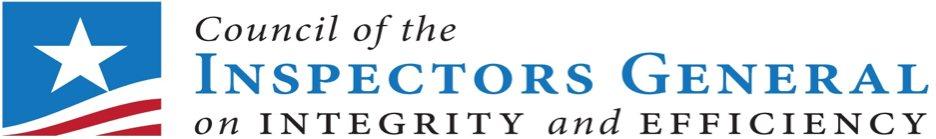 Council of the
INSPECTORS GENERAL
on INTEGRITY and EFFICIENCY